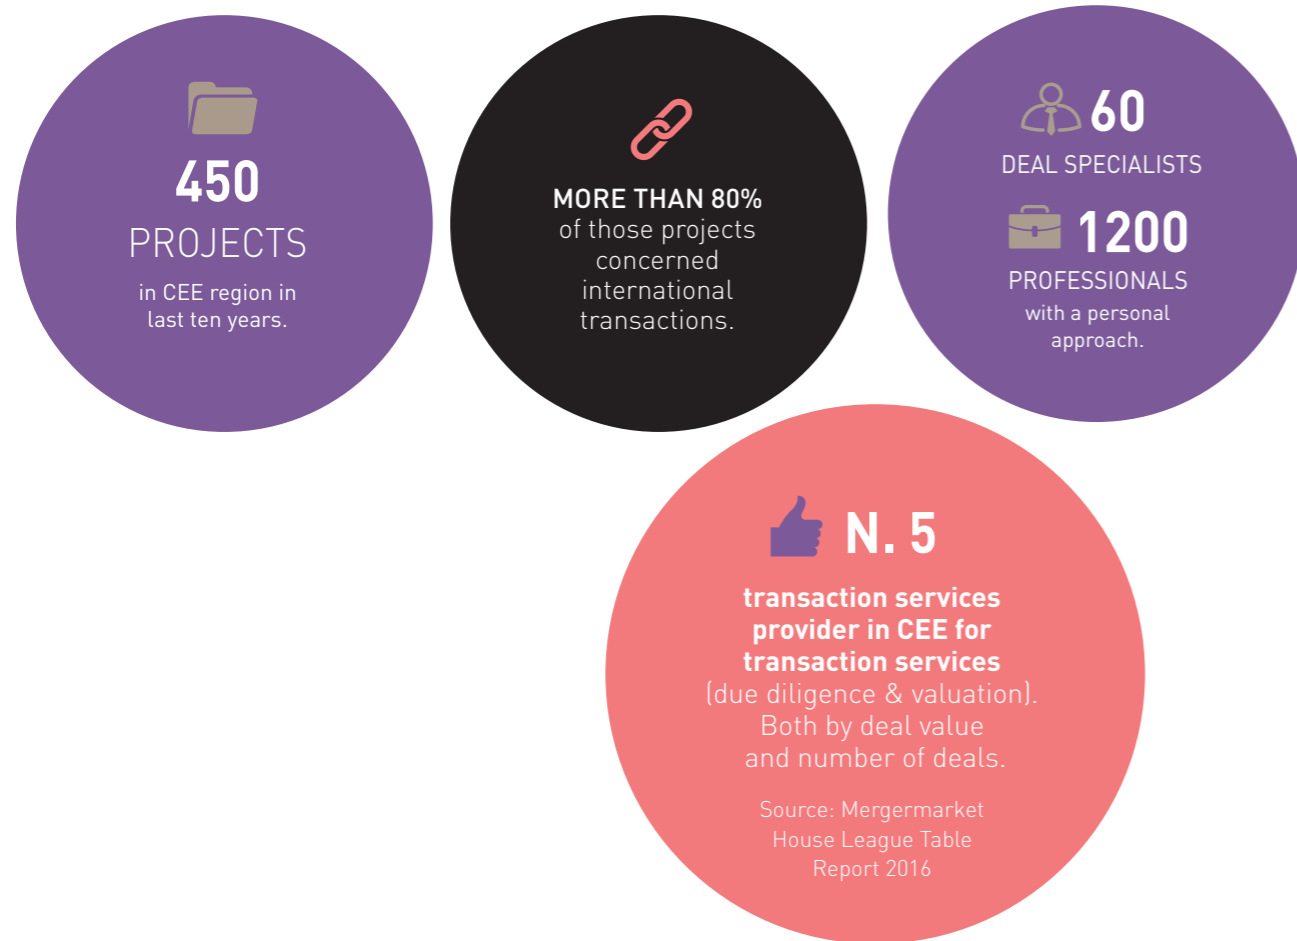 450
PROJECTS
in CEE region in
last ten years.
MORE THAN 80%
of those projects
concerned
international
transactions.
60
DEAL SPECIALISTS
1200
PROFESSIONALS
with a personal
approach.
N. 5
transaction services
provider in CEE for
transaction services
(due diligence & valuation).
Both by deal value
and number of deals.
Source: Mergermarket
House League Table
Report 2016